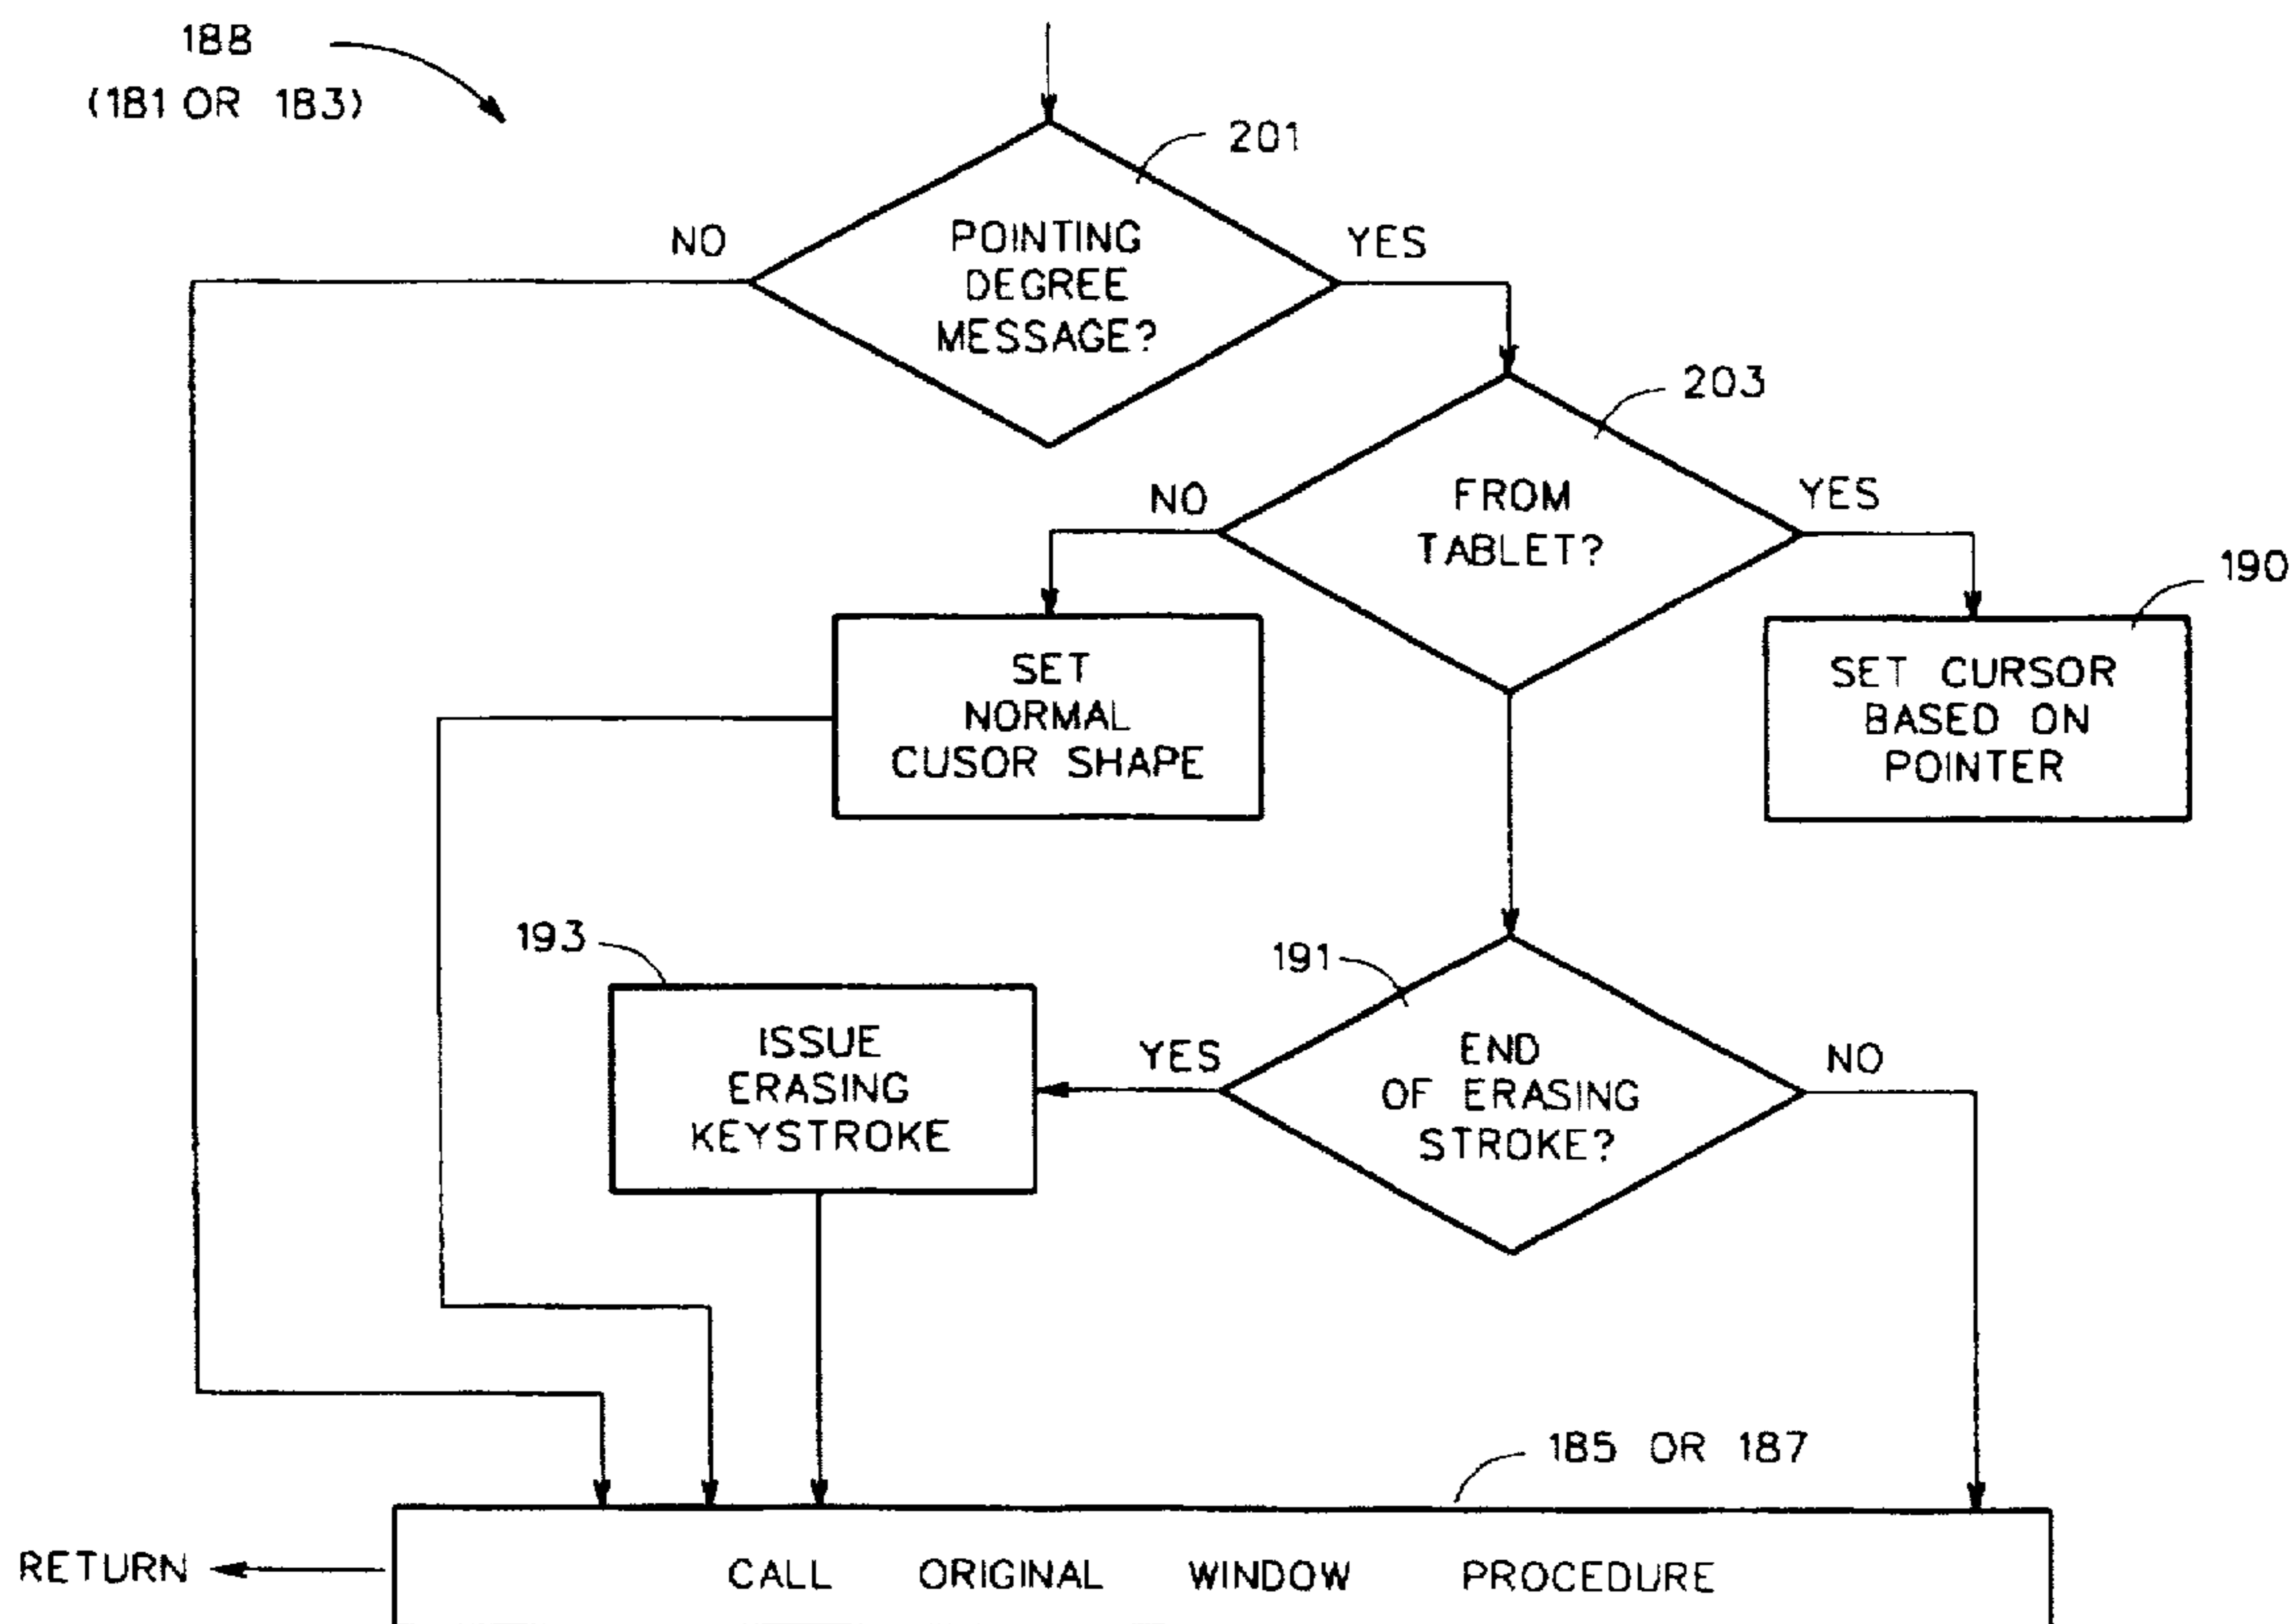 188
(181 OR 183)
201
NO
POINTING
DEGREE
MESSAGE?
YES
203
NO
FROM
TABLET?
YES
190
SET
NORMAL
CUSOR SHAPE
SET CURSOR
BASED ON
POINTER
193
191
ISSUE
ERASING
KEYSTROKE
YES
END
OF ERASING
STROKE?
NO
185 OR 187
RETURN
CALL ORIGINAL WINDOW PROCEDURE